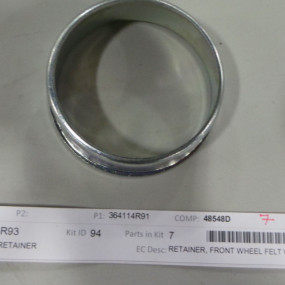 P2: P1: 364114R91 COMP: 48548D 7
R93 Kit ID 94 Parts in Kit 7
RETAINER EC Desc: RETAINER, FRONT WHEEL FELT